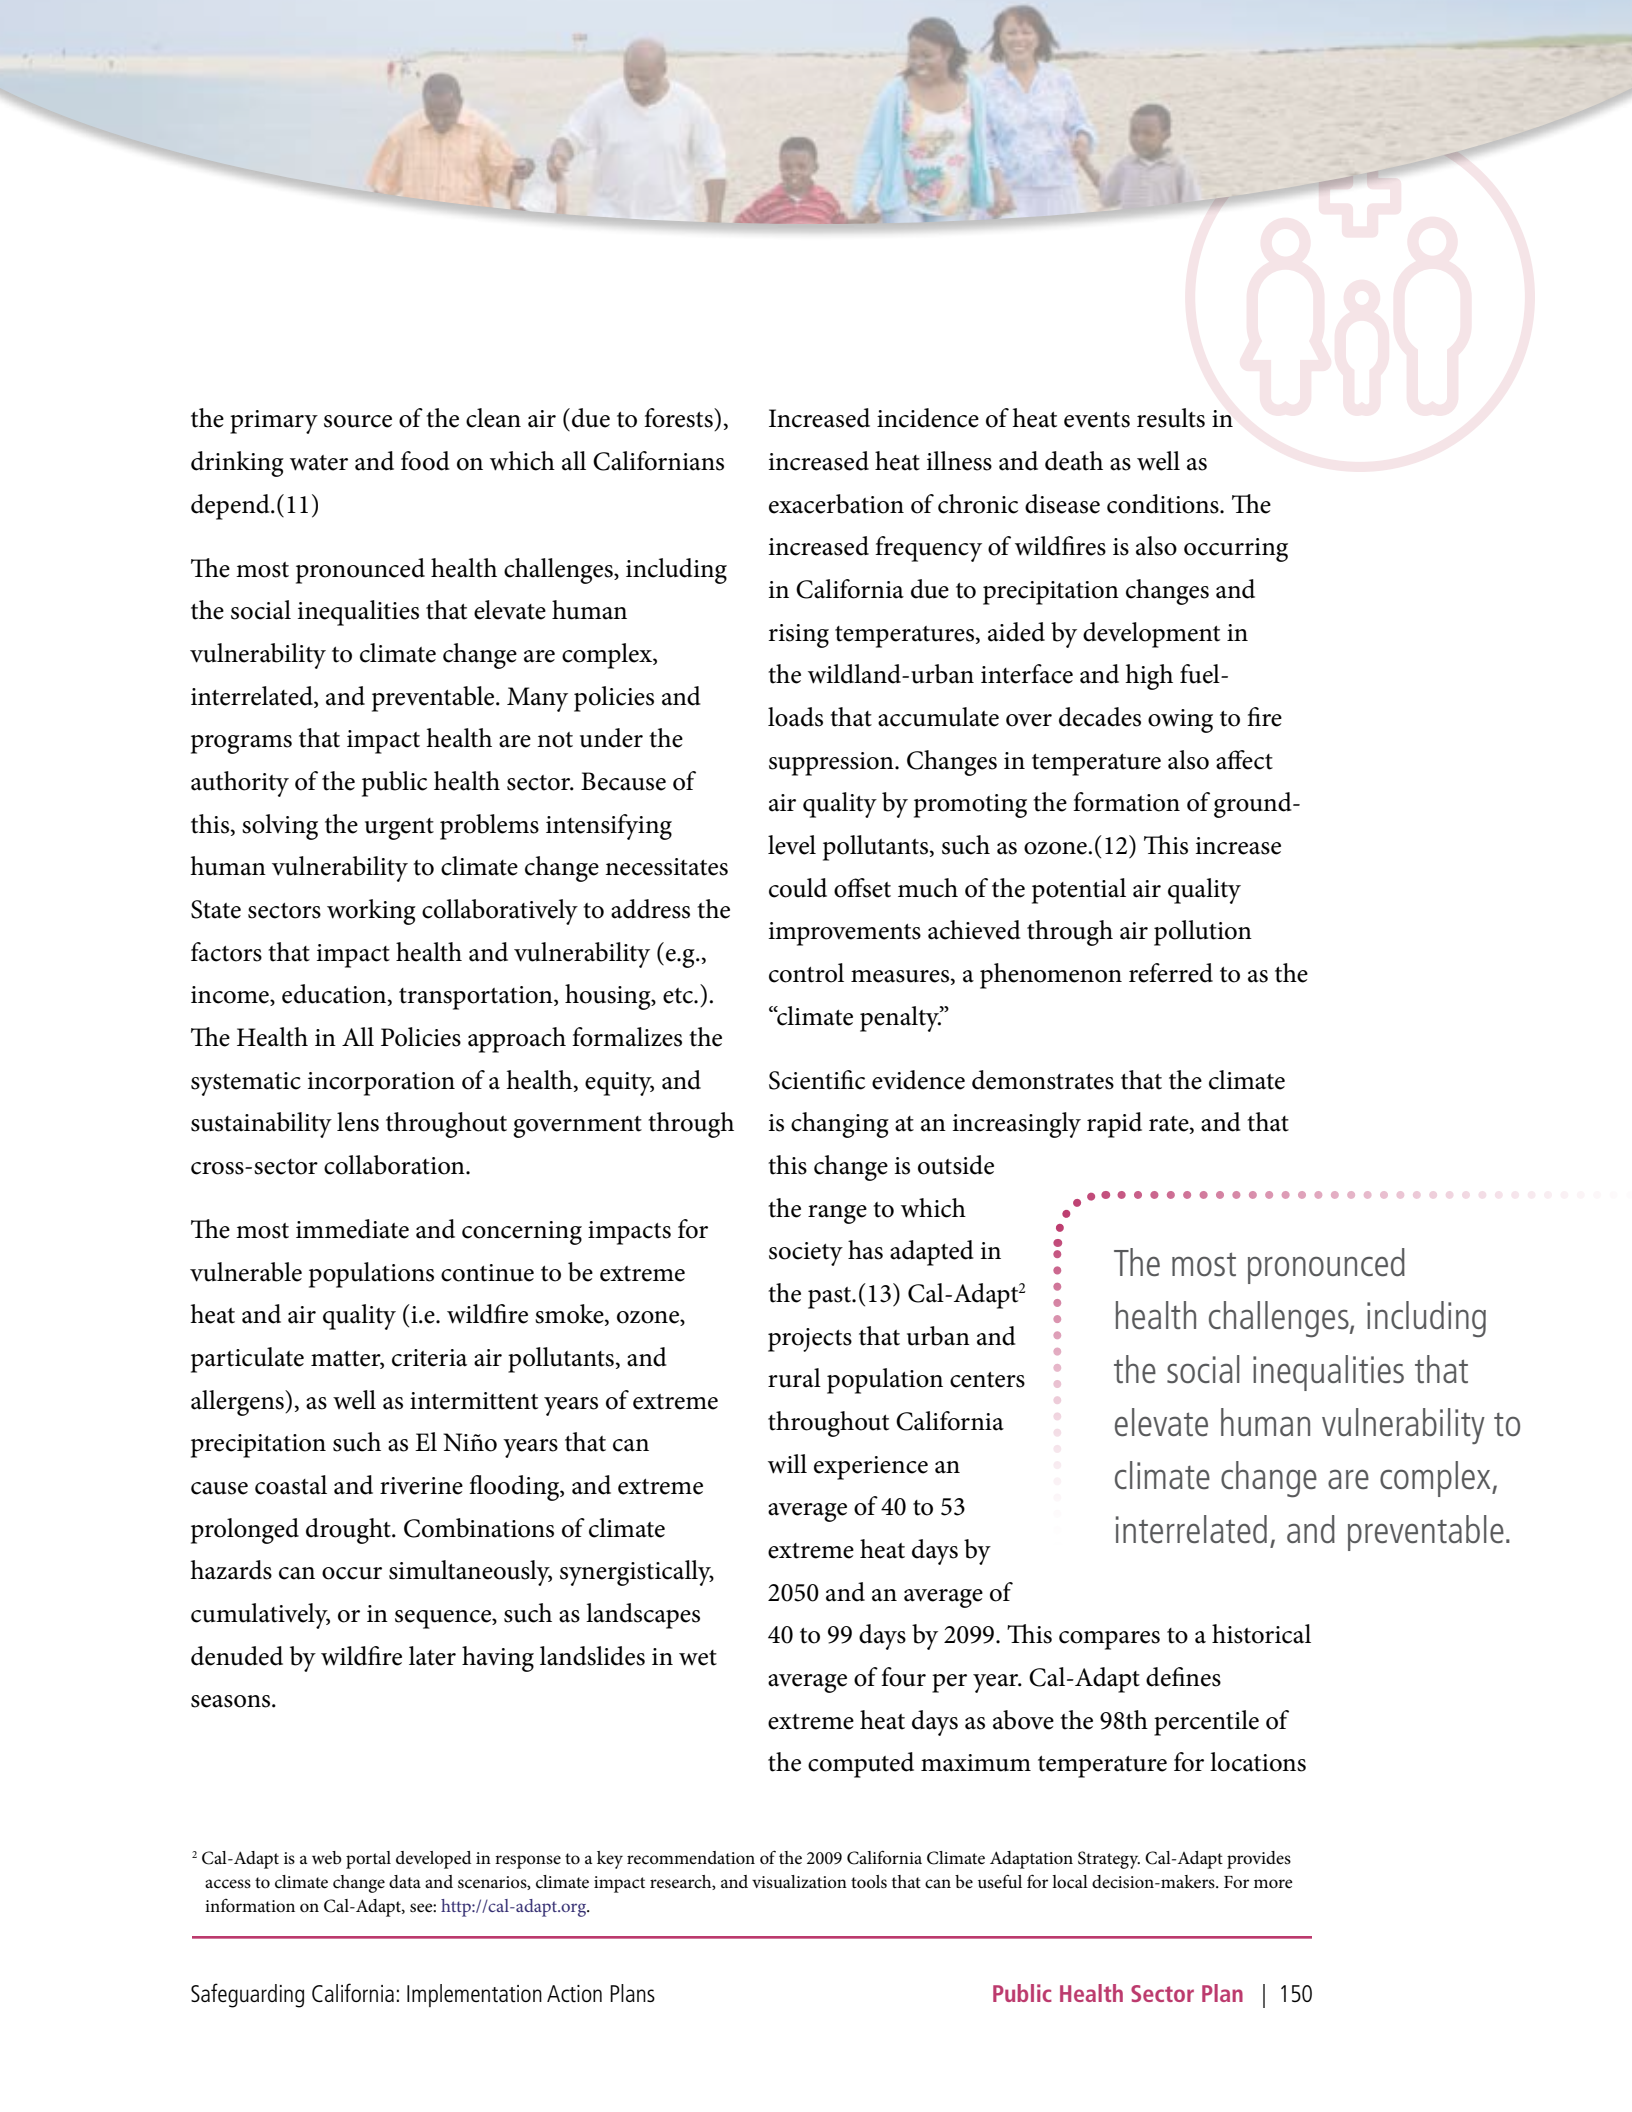 the primary source of the clean air (due to forests),
drinking water and food on which all Californians
depend.(11)
The most pronounced health challenges, including
the social inequalities that elevate human
vulnerability to climate change are complex,
interrelated, and preventable. Many policies and
programs that impact health are not under the
authority of the public health sector. Because of
this, solving the urgent problems intensifying
human vulnerability to climate change necessitates
State sectors working collaboratively to address the
factors that impact health and vulnerability (e.g.,
income, education, transportation, housing, etc.).
The Health in All Policies approach formalizes the
systematic incorporation of a health, equity, and
sustainability lens throughout government through
cross-sector collaboration.
The most immediate and concerning impacts for
vulnerable populations continue to be extreme
heat and air quality (i.e. wildfire smoke, ozone,
particulate matter, criteria air pollutants, and
allergens), as well as intermittent years of extreme
precipitation such as El Niño years that can
cause coastal and riverine flooding, and extreme
prolonged drought. Combinations of climate
hazards can occur simultaneously, synergistically,
cumulatively, or in sequence, such as landscapes
denuded by wildfire later having landslides in wet
seasons.
Increased incidence of heat events results in
increased heat illness and death as well as
exacerbation of chronic disease conditions. The
increased frequency of wildfires is also occurring
in California due to precipitation changes and
rising temperatures, aided by development in
the wildland-urban interface and high fuel-
loads that accumulate over decades owing to fire
suppression. Changes in temperature also affect
air quality by promoting the formation of ground-
level pollutants, such as ozone.(12) This increase
could offset much of the potential air quality
improvements achieved through air pollution
control measures, a phenomenon referred to as the
“climate penalty.”
Scientific evidence demonstrates that the climate
is changing at an increasingly rapid rate, and that
this change is outside
the range to which
society has adapted in
the past.(13) Cal-Adapt²
projects that urban and
rural population centers
throughout California
will experience an
average of 40 to 53
extreme heat days by
2050 and an average of
40 to 99 days by 2099. This compares to a historical
average of four per year. Cal-Adapt defines
extreme heat days as above the 98th percentile of
the computed maximum temperature for locations
The most pronounced
health challenges, including
the social inequalities that
elevate human vulnerability to
climate change are complex,
interrelated, and preventable.
² Cal-Adapt is a web portal developed in response to a key recommendation of the 2009 California Climate Adaptation Strategy. Cal-Adapt provides
access to climate change data and scenarios, climate impact research, and visualization tools that can be useful for local decision-makers. For more
information on Cal-Adapt, see: http://cal-adapt.org.
Safeguarding California: Implementation Action Plans
Public Health Sector Plan | 150